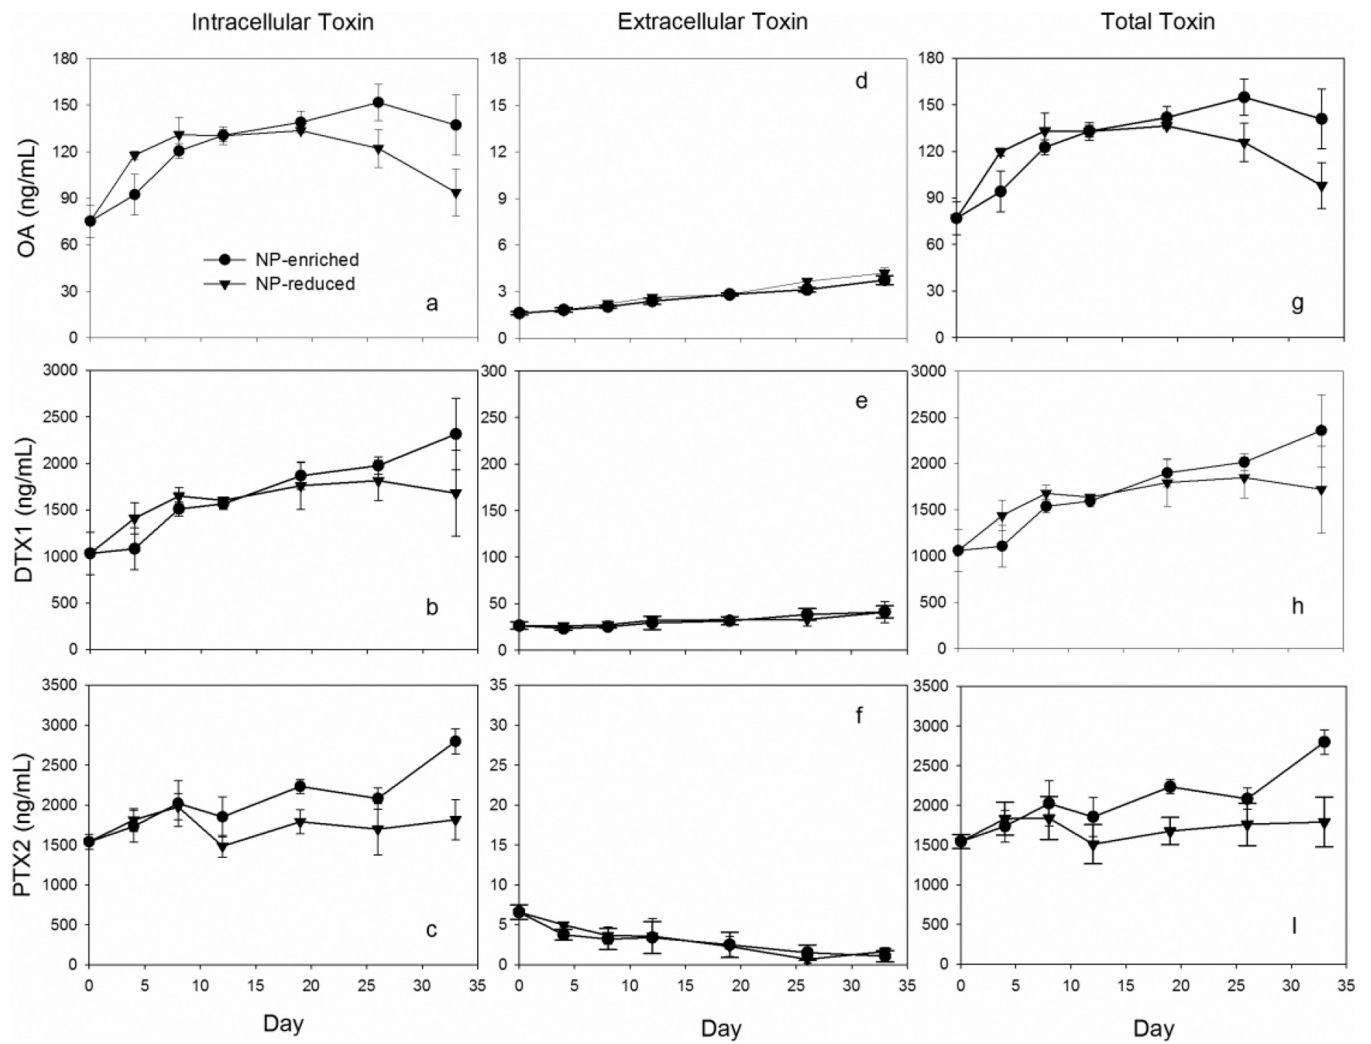 Intracellular Toxin Extracellular Toxin Total Toxin
180 18 180
150 15 150
120 12 120
90 9 90
60 6 60
30 3 30
0 0 0
OA (ng/mL)
NP-enriched
NP-reduced
a d g
3000 300 3000
2500 250 2500
2000 200 2000
1500 150 1500
1000 100 1000
500 50 500
0 0 0
DTX1 (ng/mL)
b e h
3500 35 3500
3000 30 3000
2500 25 2500
2000 20 2000
1500 15 1500
1000 10 1000
500 5 500
0 0 0
PTX2 (ng/mL)
c f I
0 5 10 15 20 25 30 35 0 5 10 15 20 25 30 35 0 5 10 15 20 25 30 35
Day Day Day